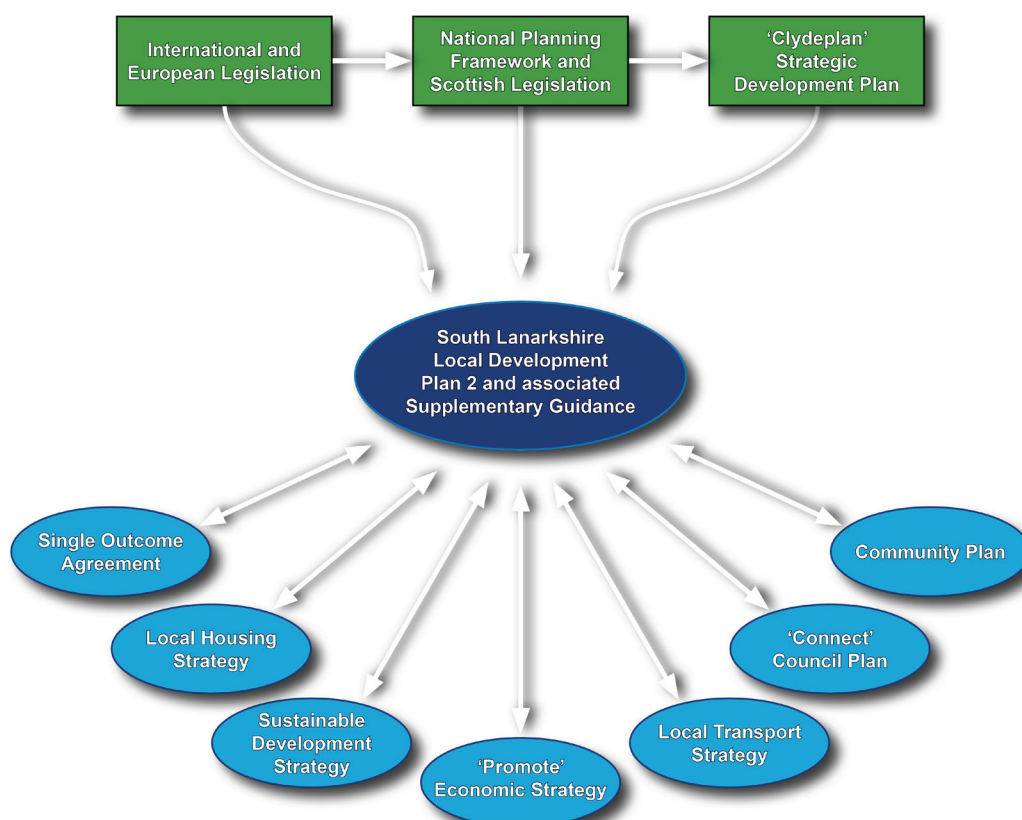 International and
European Legislation
National Planning
Framework and
Scottish Legislation
‘Clydeplan’
Strategic
Development Plan
South Lanarkshire
Local Development
Plan 2 and associated
Supplementary Guidance
Single Outcome
Agreement
Local Housing
Strategy
Sustainable
Development
Strategy
‘Promote’
Economic Strategy
Local Transport
Strategy
‘Connect’
Council Plan
Community Plan